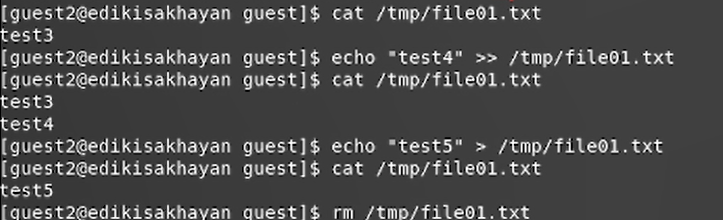 [guest2@edikisakhayan guest]$ cat /tmp/file01.txt
test3
[guest2@edikisakhayan guest]$ echo "test4" >> /tmp/file01.txt
[guest2@edikisakhayan guest]$ cat /tmp/file01.txt
test3
test4
[guest2@edikisakhayan guest]$ echo "test5" > /tmp/file01.txt
[guest2@edikisakhayan guest]$ cat /tmp/file01.txt
test5
[guest2@edikisakhayan guest]$ rm /tmp/file01.txt